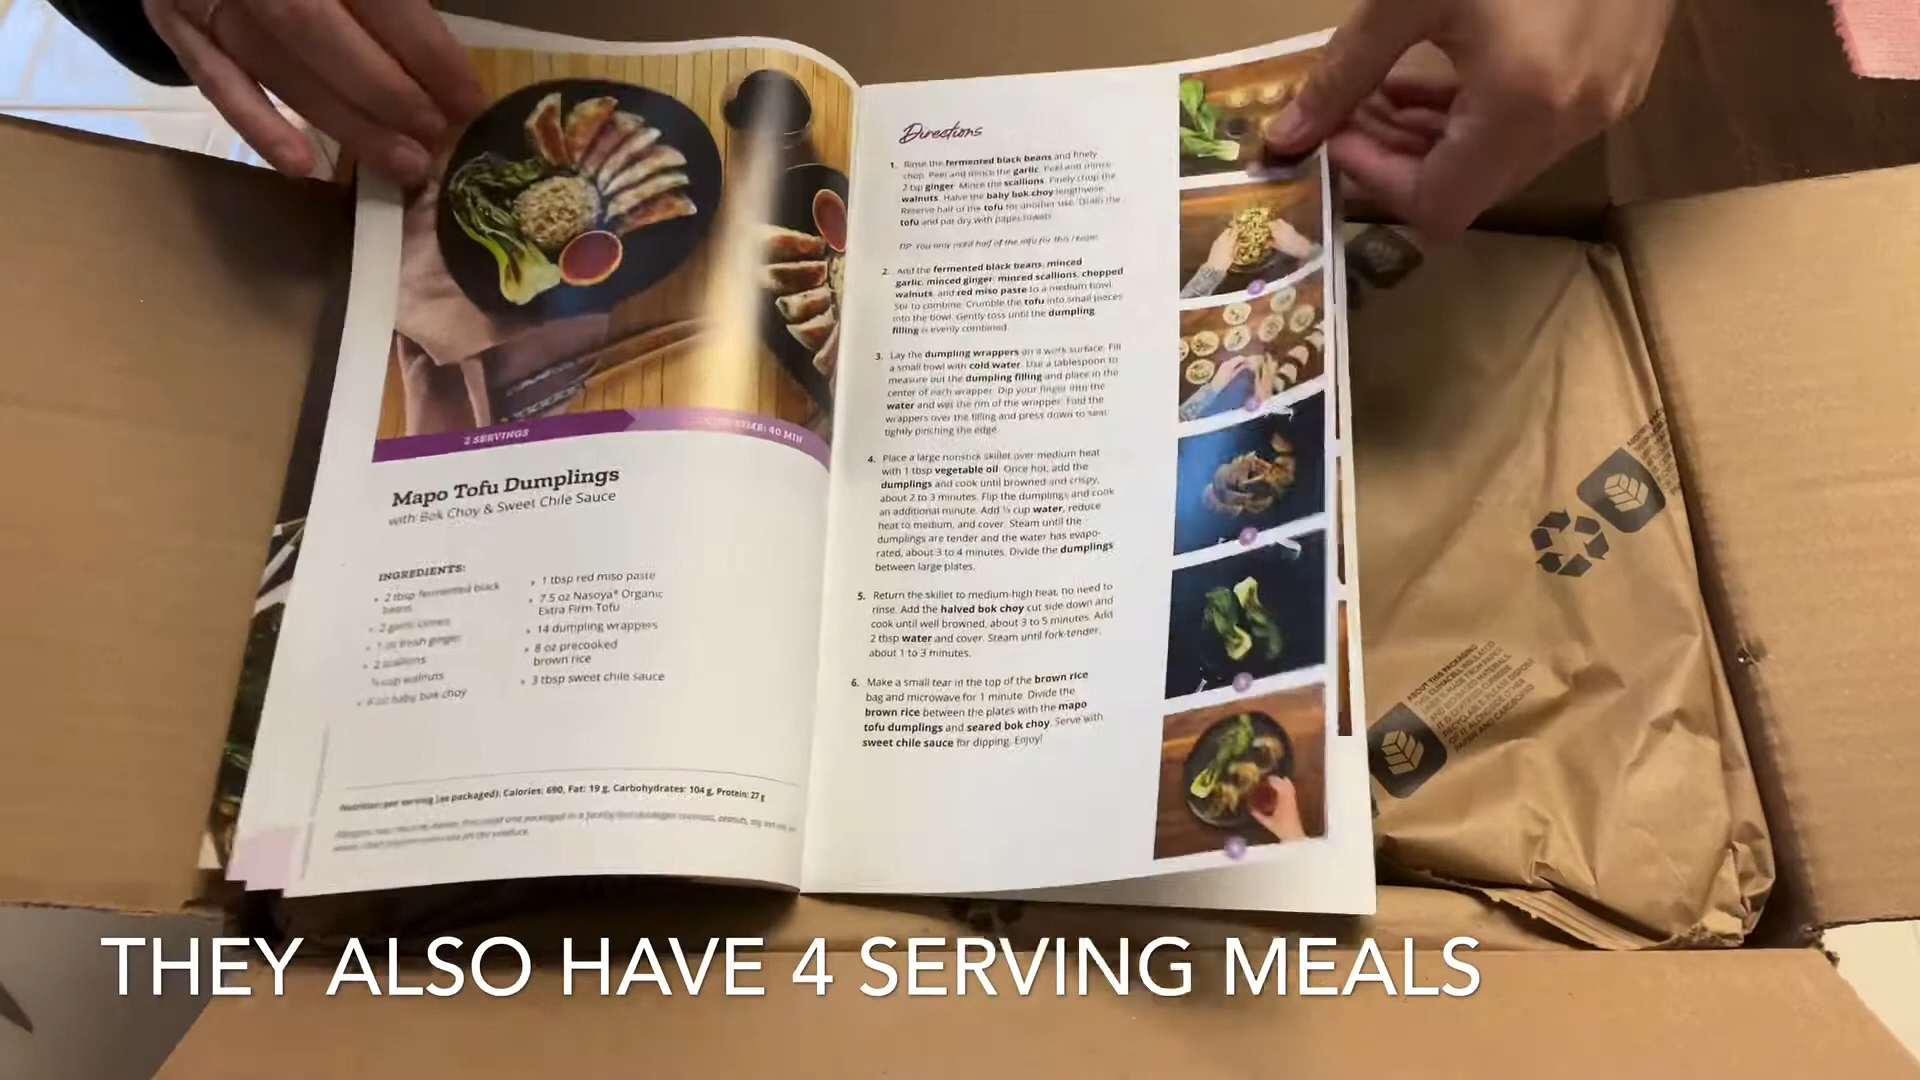 2 SERVINGS
TIME: 40 MIN
Mapo Tofu Dumplings
with Bok Choy & Sweet Chile Sauce
INGREDIENTS:
• 2 tbsp fermented black
beans
• 2 garlic cloves
• 1 oz fresh ginger
• 2 scallions
cup walnuts
• 6 oz baby bok choy
• 1 tbsp red miso paste
• 7.5 oz Nasoya® Organic
Extra Firm Tofu
• 14 dumpling wrappers
• 8 oz precooked
brown rice
• 3 tbsp sweet chile sauce
Nutrition per serving (as packaged): Calories: 690, Fat: 19 g, Carbohydrates: 104 g, Protein: 27 g
Directions
1. Rinse the fermented black beans and finely
chop. Peel and mince the garlic. Peel and mince
2 tsp ginger. Mince the scallions. Finely chop the
walnuts. Halve the baby bok choy lengthwise.
Reserve half of the tofu for another use. Drain the
tofu and pat dry with paper towels.
TIP: You only need half of the tofu for this recipe.
2. Add the fermented black beans, minced
garlic, minced ginger, minced scallions, chopped
walnuts, and red miso paste to a medium bowl.
Stir to combine. Crumble the tofu into small pieces
into the bowl. Gently toss until the dumpling
filling is evenly combined.
3. Lay the dumpling wrappers on a work surface. Fill
a small bowl with cold water. Use a tablespoon to
measure out the dumpling filling and place in the
center of each wrapper. Dip your finger into the
water and wet the rim of the wrapper. Fold the
wrappers over the filling and press down to seal,
tightly pinching the edge.
4. Place a large nonstick skillet over medium heat
with 1 tbsp vegetable oil. Once hot, add the
dumplings and cook until browned and crispy,
about 2 to 3 minutes. Flip the dumplings and cook
an additional minute. Add cup water, reduce
heat to medium, and cover. Steam until the
dumplings are tender and the water has evapo-
rated, about 3 to 4 minutes. Divide the dumplings
between large plates.
5. Return the skillet to medium-high heat, no need to
rinse. Add the halved bok choy cut side down and
cook until well browned, about 3 to 5 minutes. Add
2 tbsp water and cover. Steam until fork-tender,
about 1 to 3 minutes.
6. Make a small tear in the top of the brown rice
bag and microwave for 1 minute. Divide the
brown rice between the plates with the mapo
tofu dumplings and seared bok choy. Serve with
sweet chile sauce for dipping. Enjoy!
ABOUT THIS PACKAGING
THEY ALSO HAVE 4 SERVING MEALS